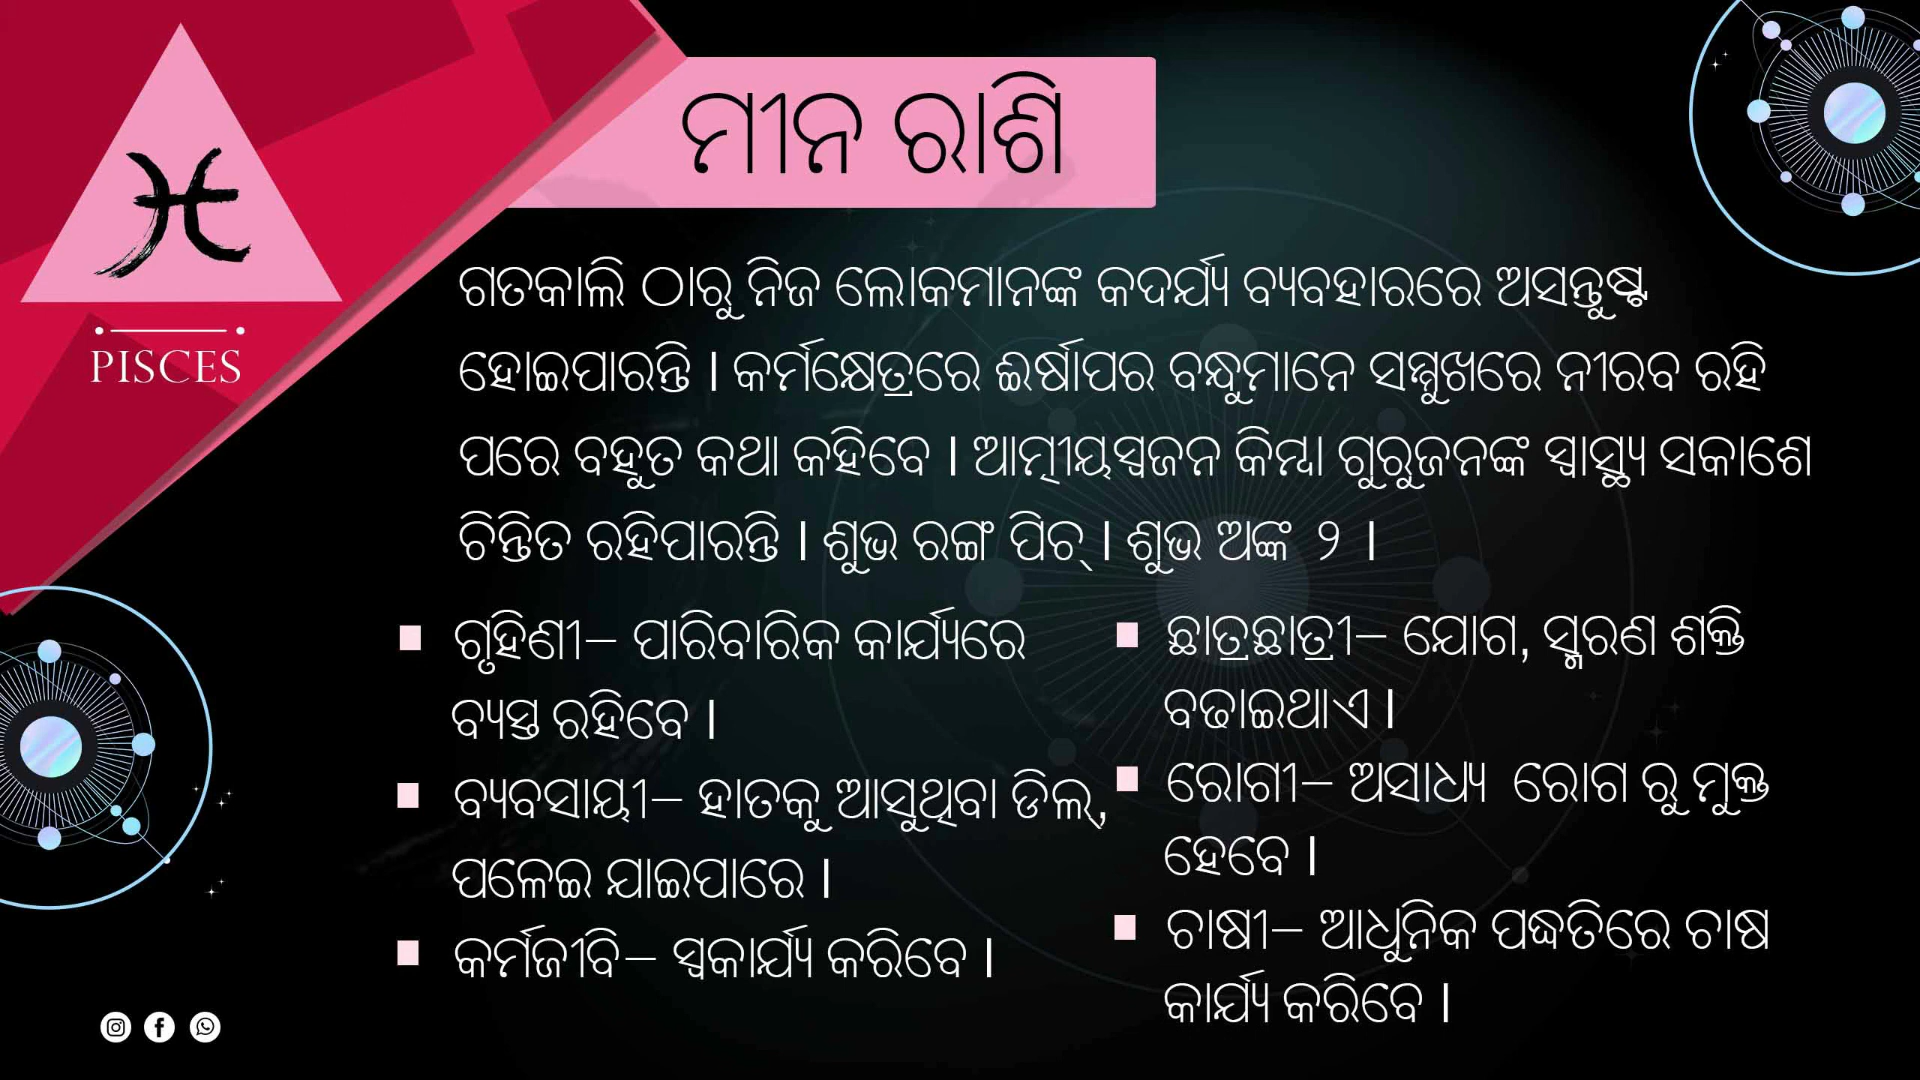 ମୀନ ରାଶି
PISCES
ଗତକାଲି ଠାରୁ ନିଜ ଲୋକମାନଙ୍କ କଦର୍ଯ୍ୟ ବ୍ୟବହାରରେ ଅସନ୍ତୁଷ୍ଟ
ହୋଇପାରନ୍ତି । କର୍ମକ୍ଷେତ୍ରରେ ଈର୍ଷାପର ବନ୍ଧୁମାନେ ସମ୍ମୁଖରେ ନୀରବ ରହି
ପରେ ବହୁତ କଥା କହିବେ । ଆତ୍ମୀୟସ୍ୱଜନ କିମ୍ବା ଗୁରୁଜନଙ୍କ ସ୍ୱାସ୍ଥ୍ୟ ସକାଶେ
ଚିନ୍ତିତ ରହିପାରନ୍ତି । ଶୁଭ ରଙ୍ଗ ପିଚ୍ । ଶୁଭ ଅଙ୍କ ୨ ।
▪ ଗୃହିଣୀ– ପାରିବାରିକ କାର୍ଯ୍ୟରେ
ବ୍ୟସ୍ତ ରହିବେ ।
▪ ବ୍ୟବସାୟୀ– ହାତକୁ ଆସୁଥିବା ଡିଲ୍,
ପଳେଇ ଯାଇପାରେ ।
▪ କର୍ମଜୀବି– ସ୍ୱକାର୍ଯ୍ୟ କରିବେ ।
▪ ଛାତ୍ରଛାତ୍ରୀ– ଯୋଗ, ସ୍ମରଣ ଶକ୍ତି
ବଢାଇଥାଏ ।
▪ ରୋଗୀ– ଅସାଧ୍ୟ ରୋଗ ରୁ ମୁକ୍ତ
ହେବେ ।
▪ ଚାଷୀ– ଆଧୁନିକ ପଦ୍ଧତିରେ ଚାଷ
କାର୍ଯ୍ୟ କରିବେ ।